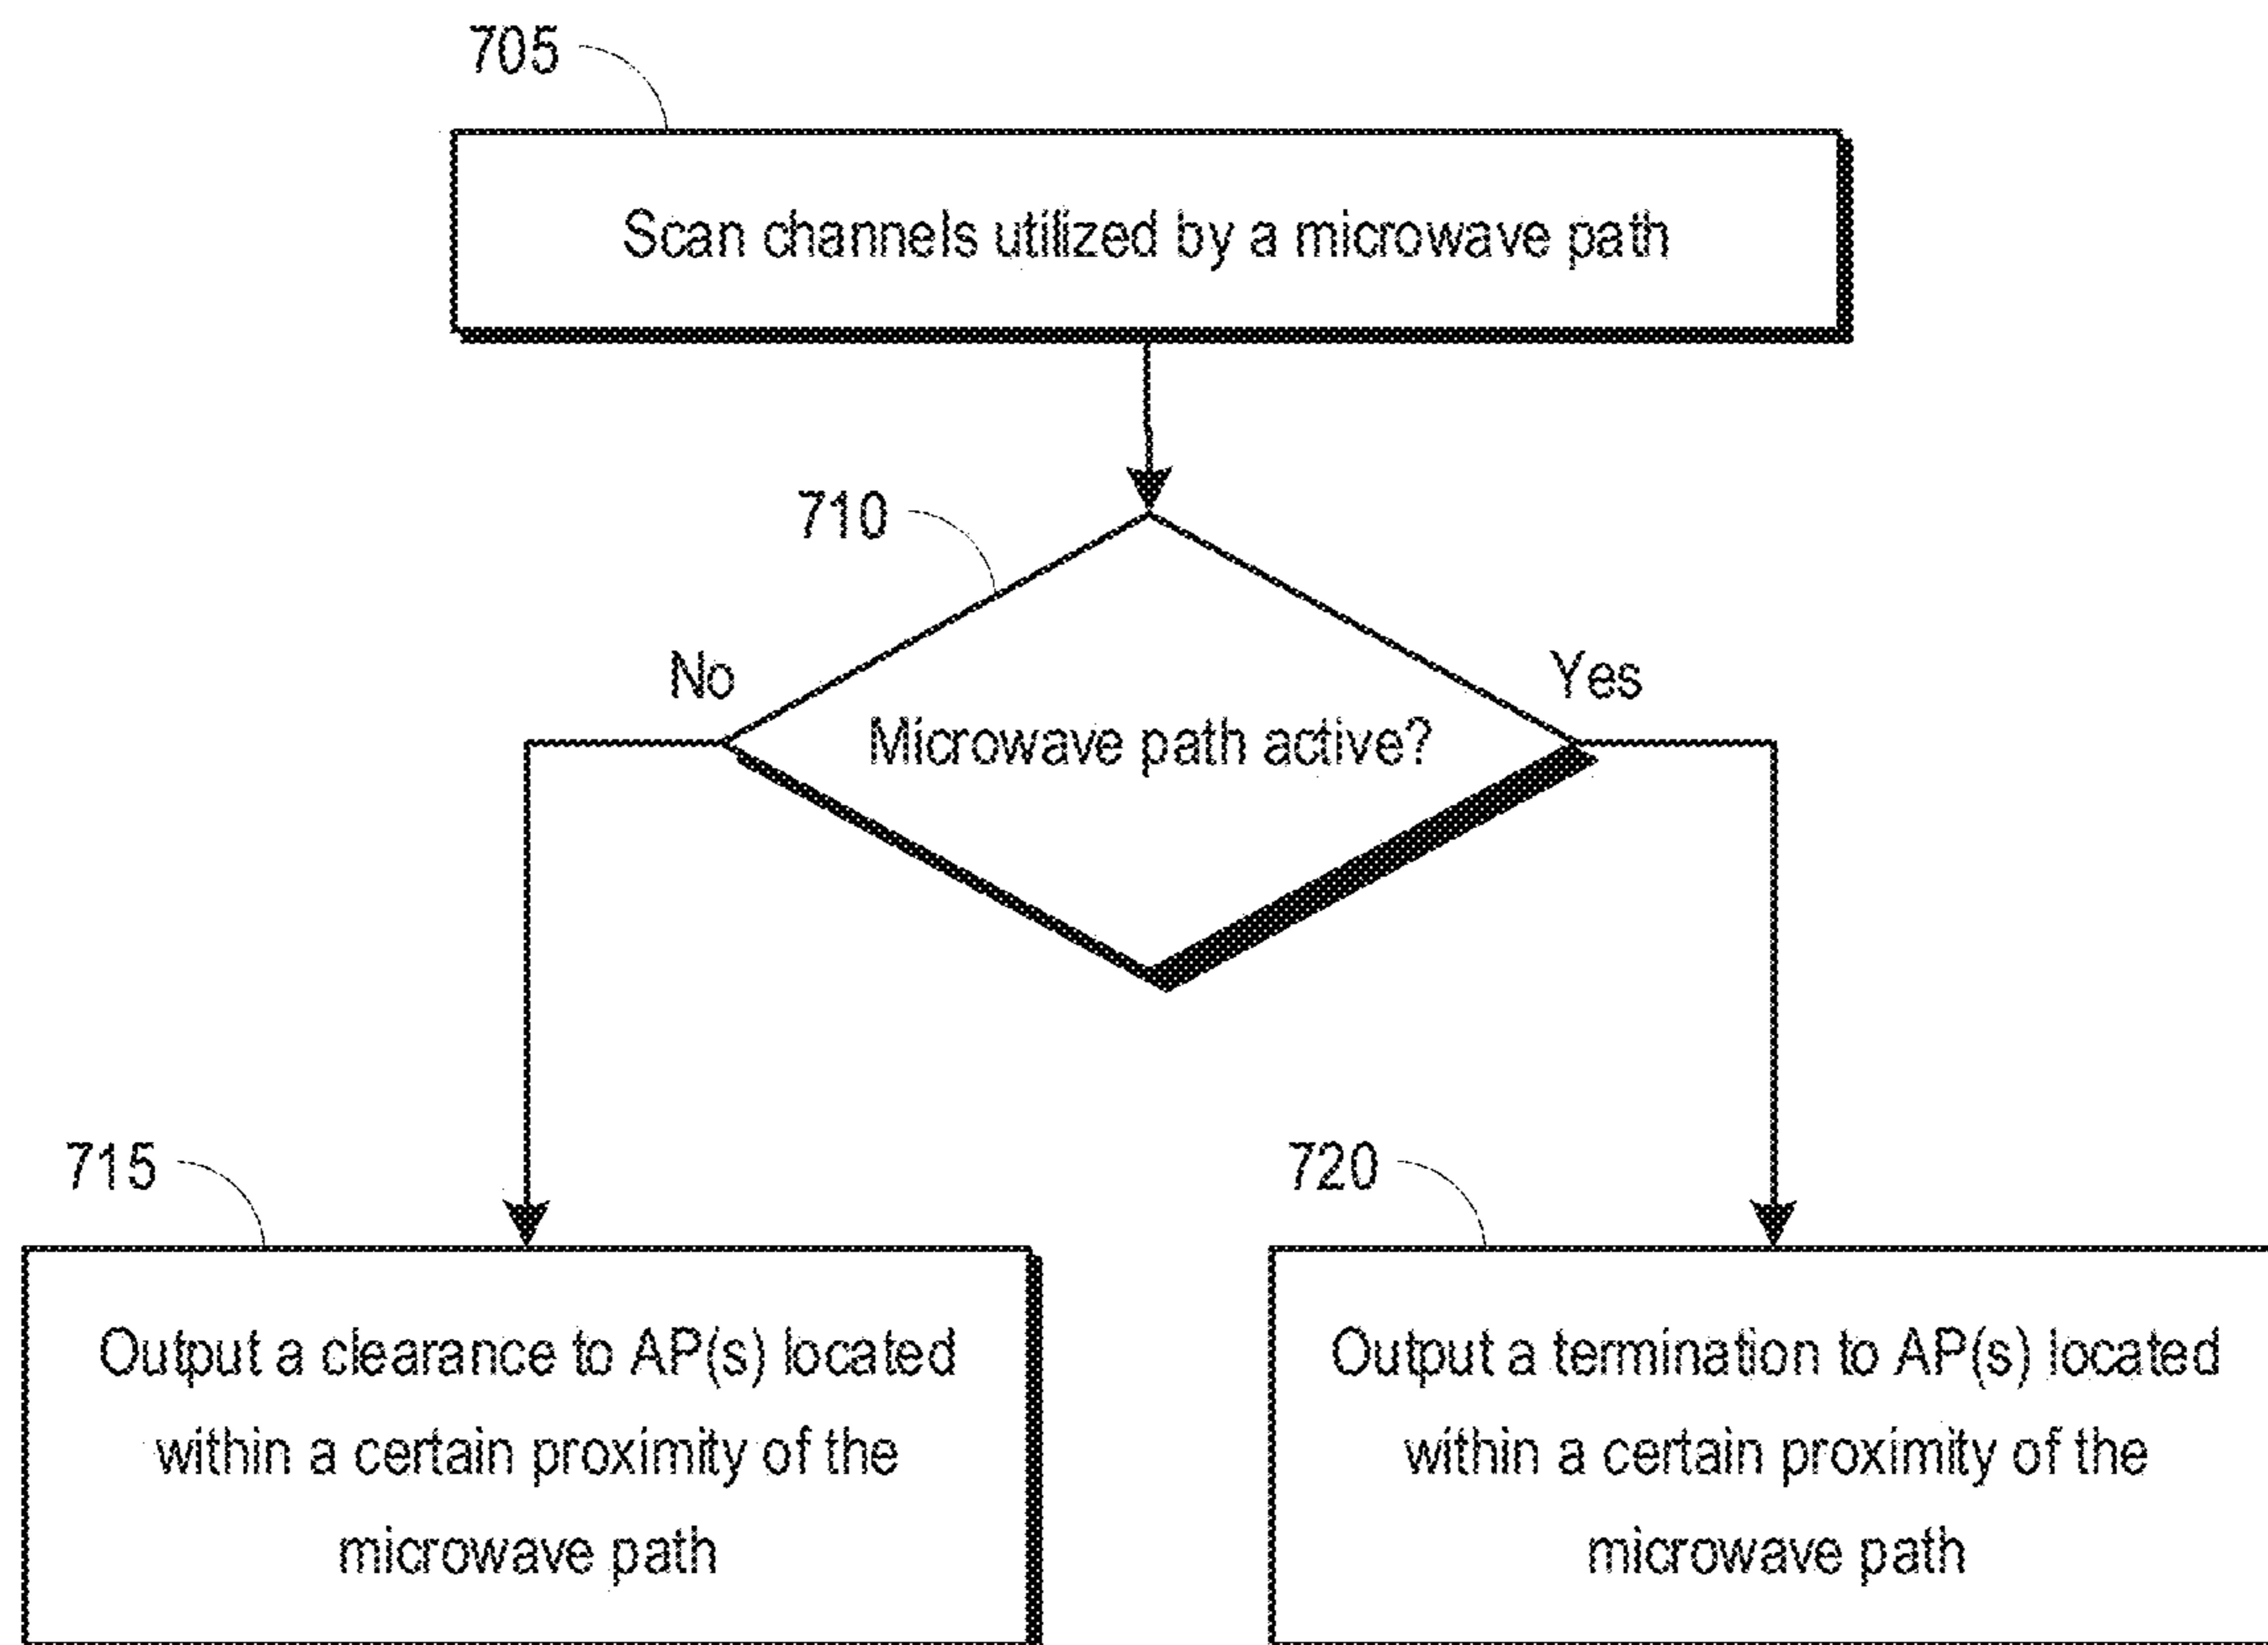 705
Scan channels utilized by a microwave path
710
No
Yes
Microwave path active?
715
720
Output a clearance to AP(s) located
within a certain proximity of the
microwave path
Output a termination to AP(s) located
within a certain proximity of the
microwave path